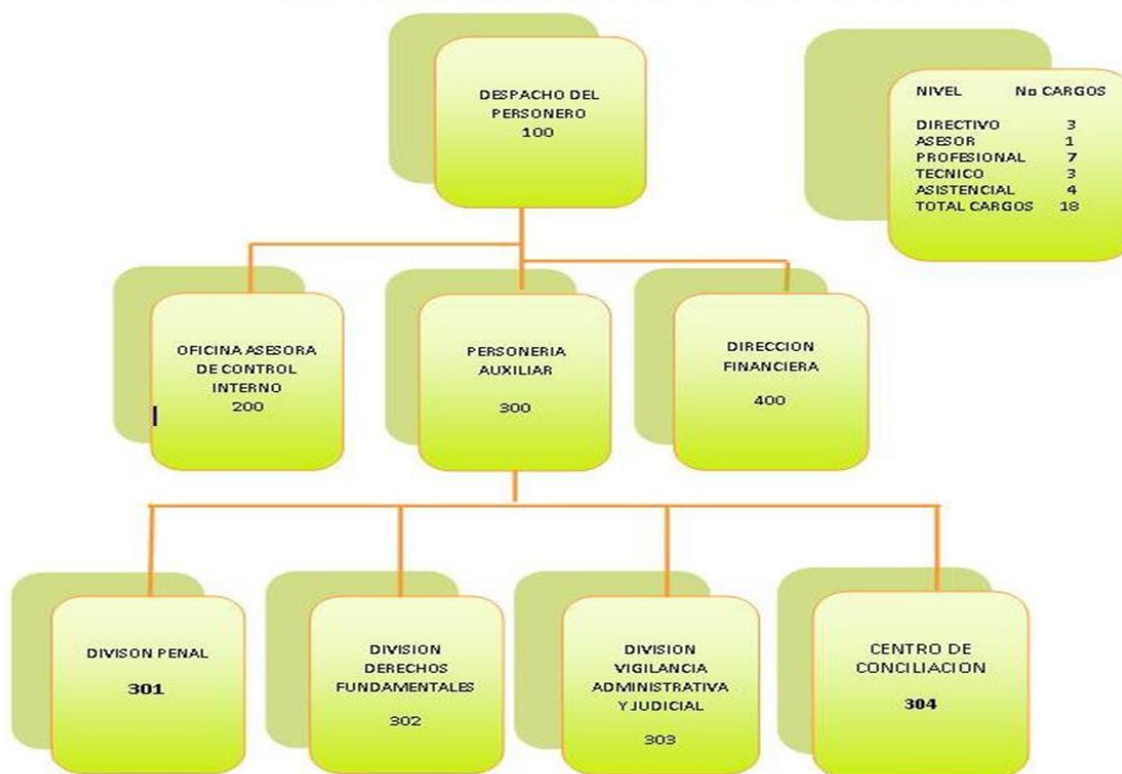 DESPACHO DEL
PERSONERO
100
NIVEL No CARGOS
DIRECTIVO 3
ASESOR 1
PROFESIONAL 7
TECNICO 3
ASISTENCIAL 4
TOTAL CARGOS 18
OFICINA ASESORA
DE CONTROL
INTERNO
200
PERSONERIA
AUXILIAR
300
DIRECCION
FINANCIERA
400
DIVISON PENAL
301
DIVISION
DERECHOS
FUNDAMENTALES
302
DIVISION
VIGILANCIA
ADMINISTRATIVA
Y JUDICIAL
303
CENTRO DE
CONCILIACION
304